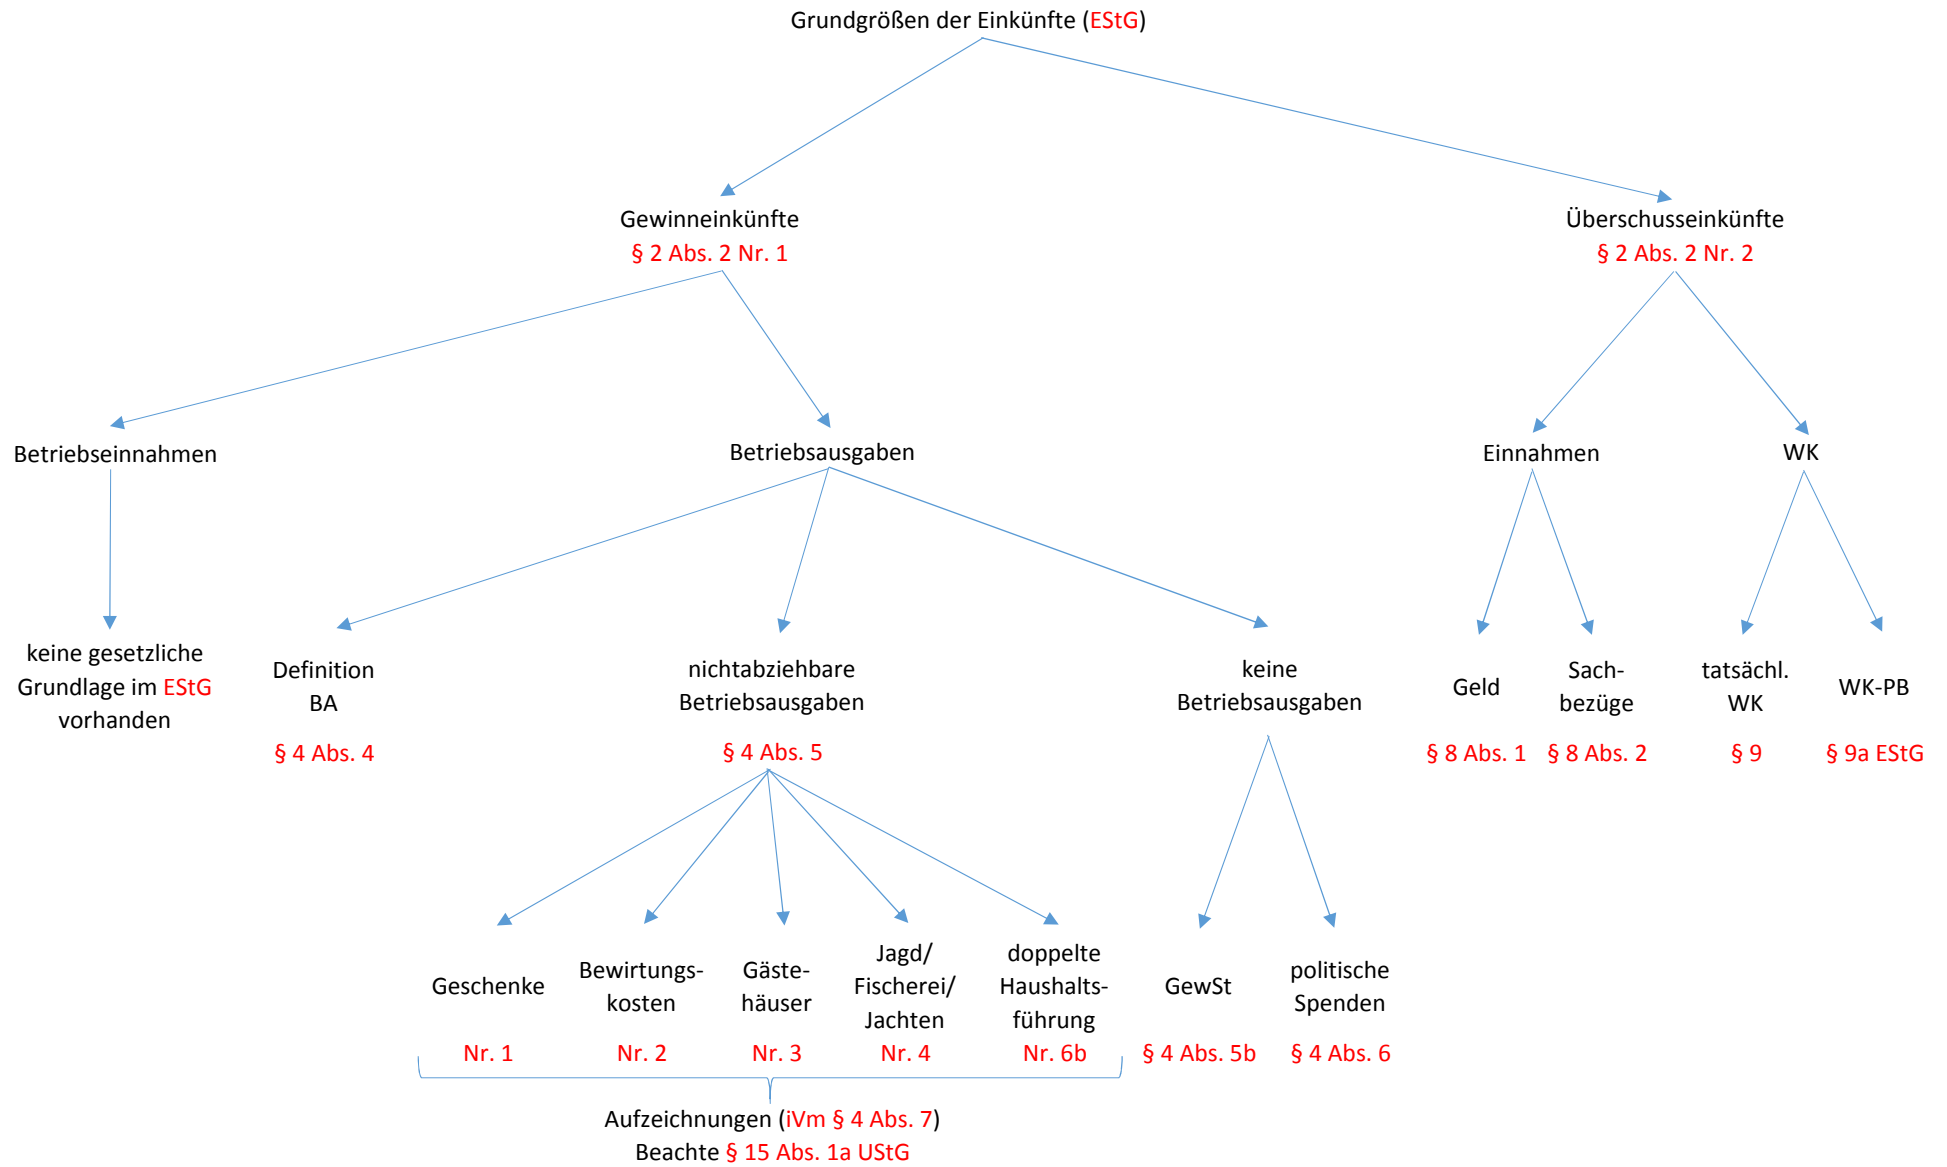 Grundgrößen der Einkünfte (EStG)
Gewinneinkünfte
§ 2 Abs. 2 Nr. 1
Überschusseinkünfte
§ 2 Abs. 2 Nr. 2
Betriebseinnahmen
Betriebsausgaben
Einnahmen
WK
keine gesetzliche
Grundlage im EStG
vorhanden
Definition
BA
§ 4 Abs. 4
nichtabziehbare
Betriebsausgaben
§ 4 Abs. 5
keine
Betriebsausgaben
Geld
§ 8 Abs. 1
Sach-
bezüge
§ 8 Abs. 2
tatsächl.
WK
§ 9
WK-PB
§ 9a EStG
Geschenke
Nr. 1
Bewirtungs-
kosten
Nr. 2
Gäste-
häuser
Nr. 3
Jagd/
Fischerei/
Jachten
Nr. 4
doppelte
Haushalts-
führung
Nr. 6b
GewSt
§ 4 Abs. 5b
politische
Spenden
§ 4 Abs. 6
Aufzeichnungen (iVm § 4 Abs. 7)
Beachte § 15 Abs. 1a UStG